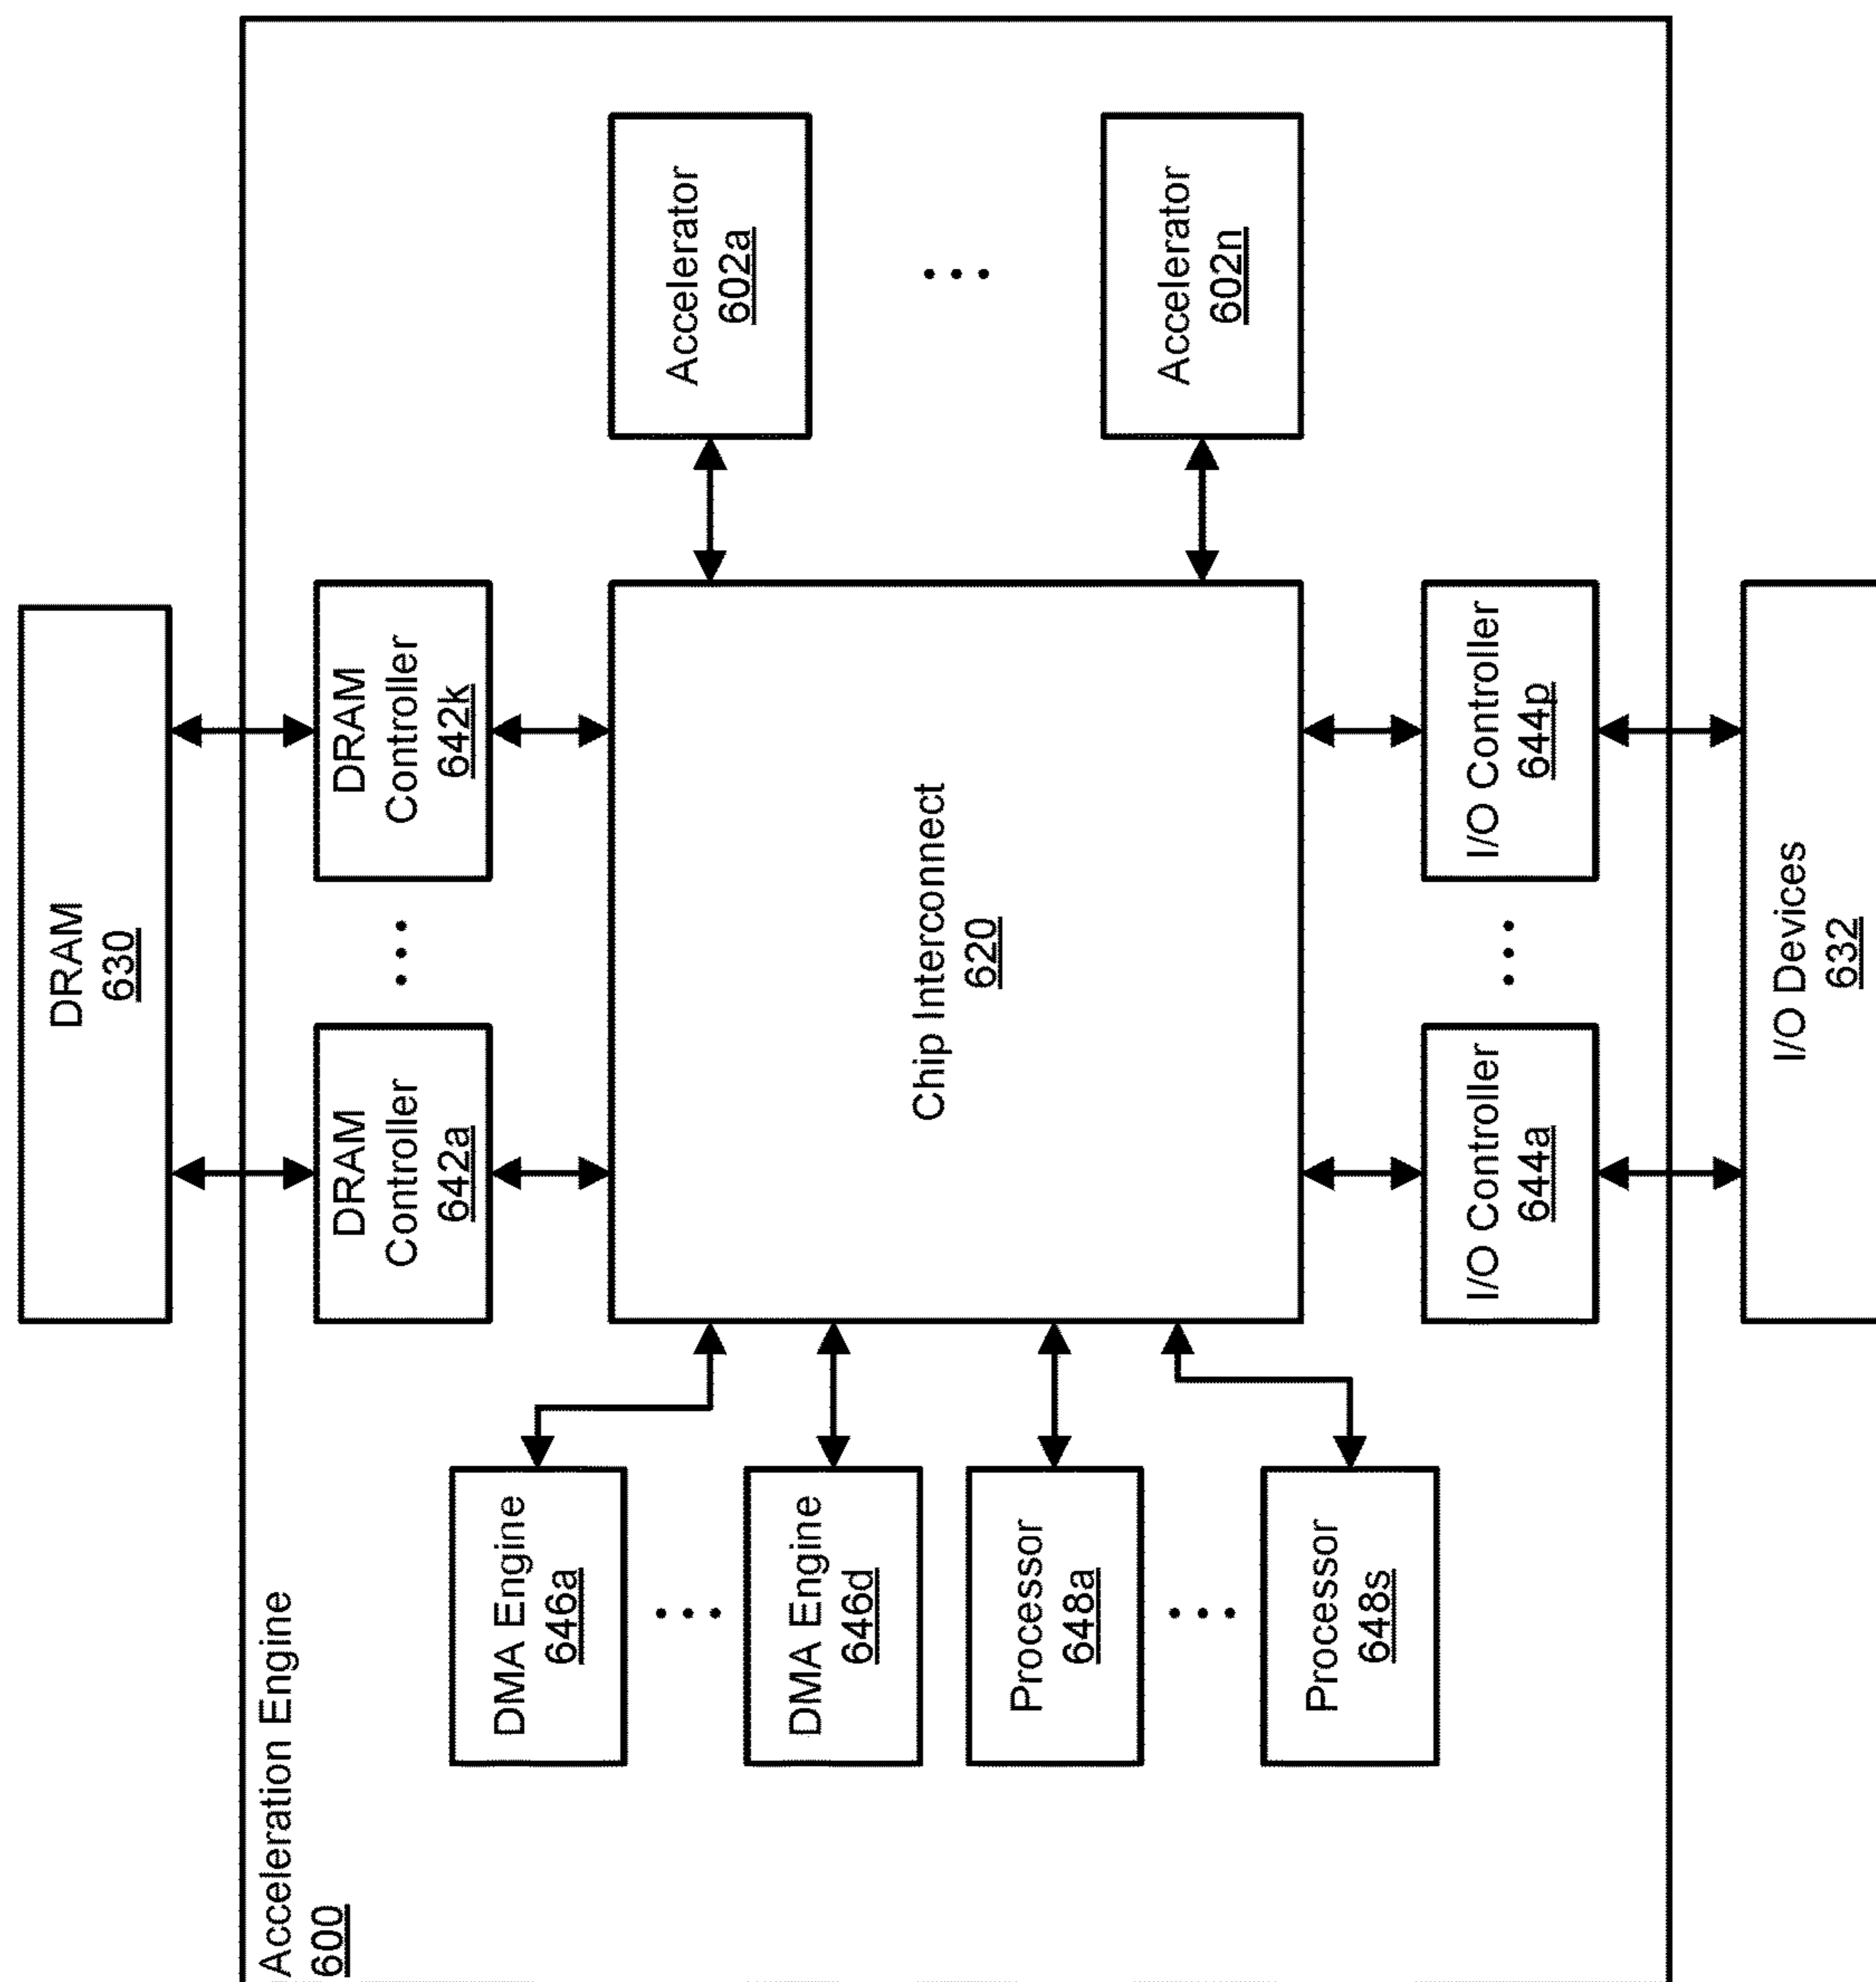 Acceleration Engine
600
DRAM
630
DRAM
Controller
642a
DRAM
Controller
642k
DMA Engine
646a
DMA Engine
646d
Processor
648a
Processor
648s
Chip Interconnect
620
Accelerator
602a
Accelerator
602n
I/O Controller
644a
I/O Controller
644p
I/O Devices
632